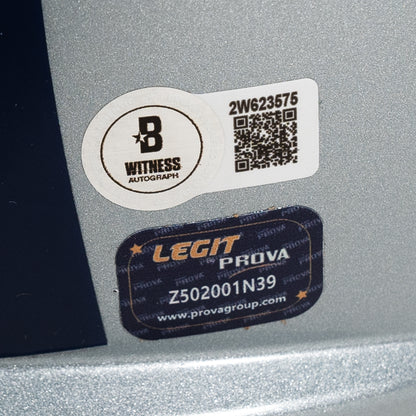 2W623575
B
WITNESS
AUTOGRAPH
LEGIT
PROVA
Z502001N39
www.provagroup.com